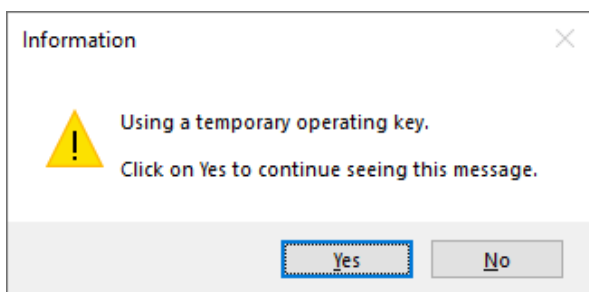 Information
Using a temporary operating key.
Click on Yes to continue seeing this message.
Yes
No